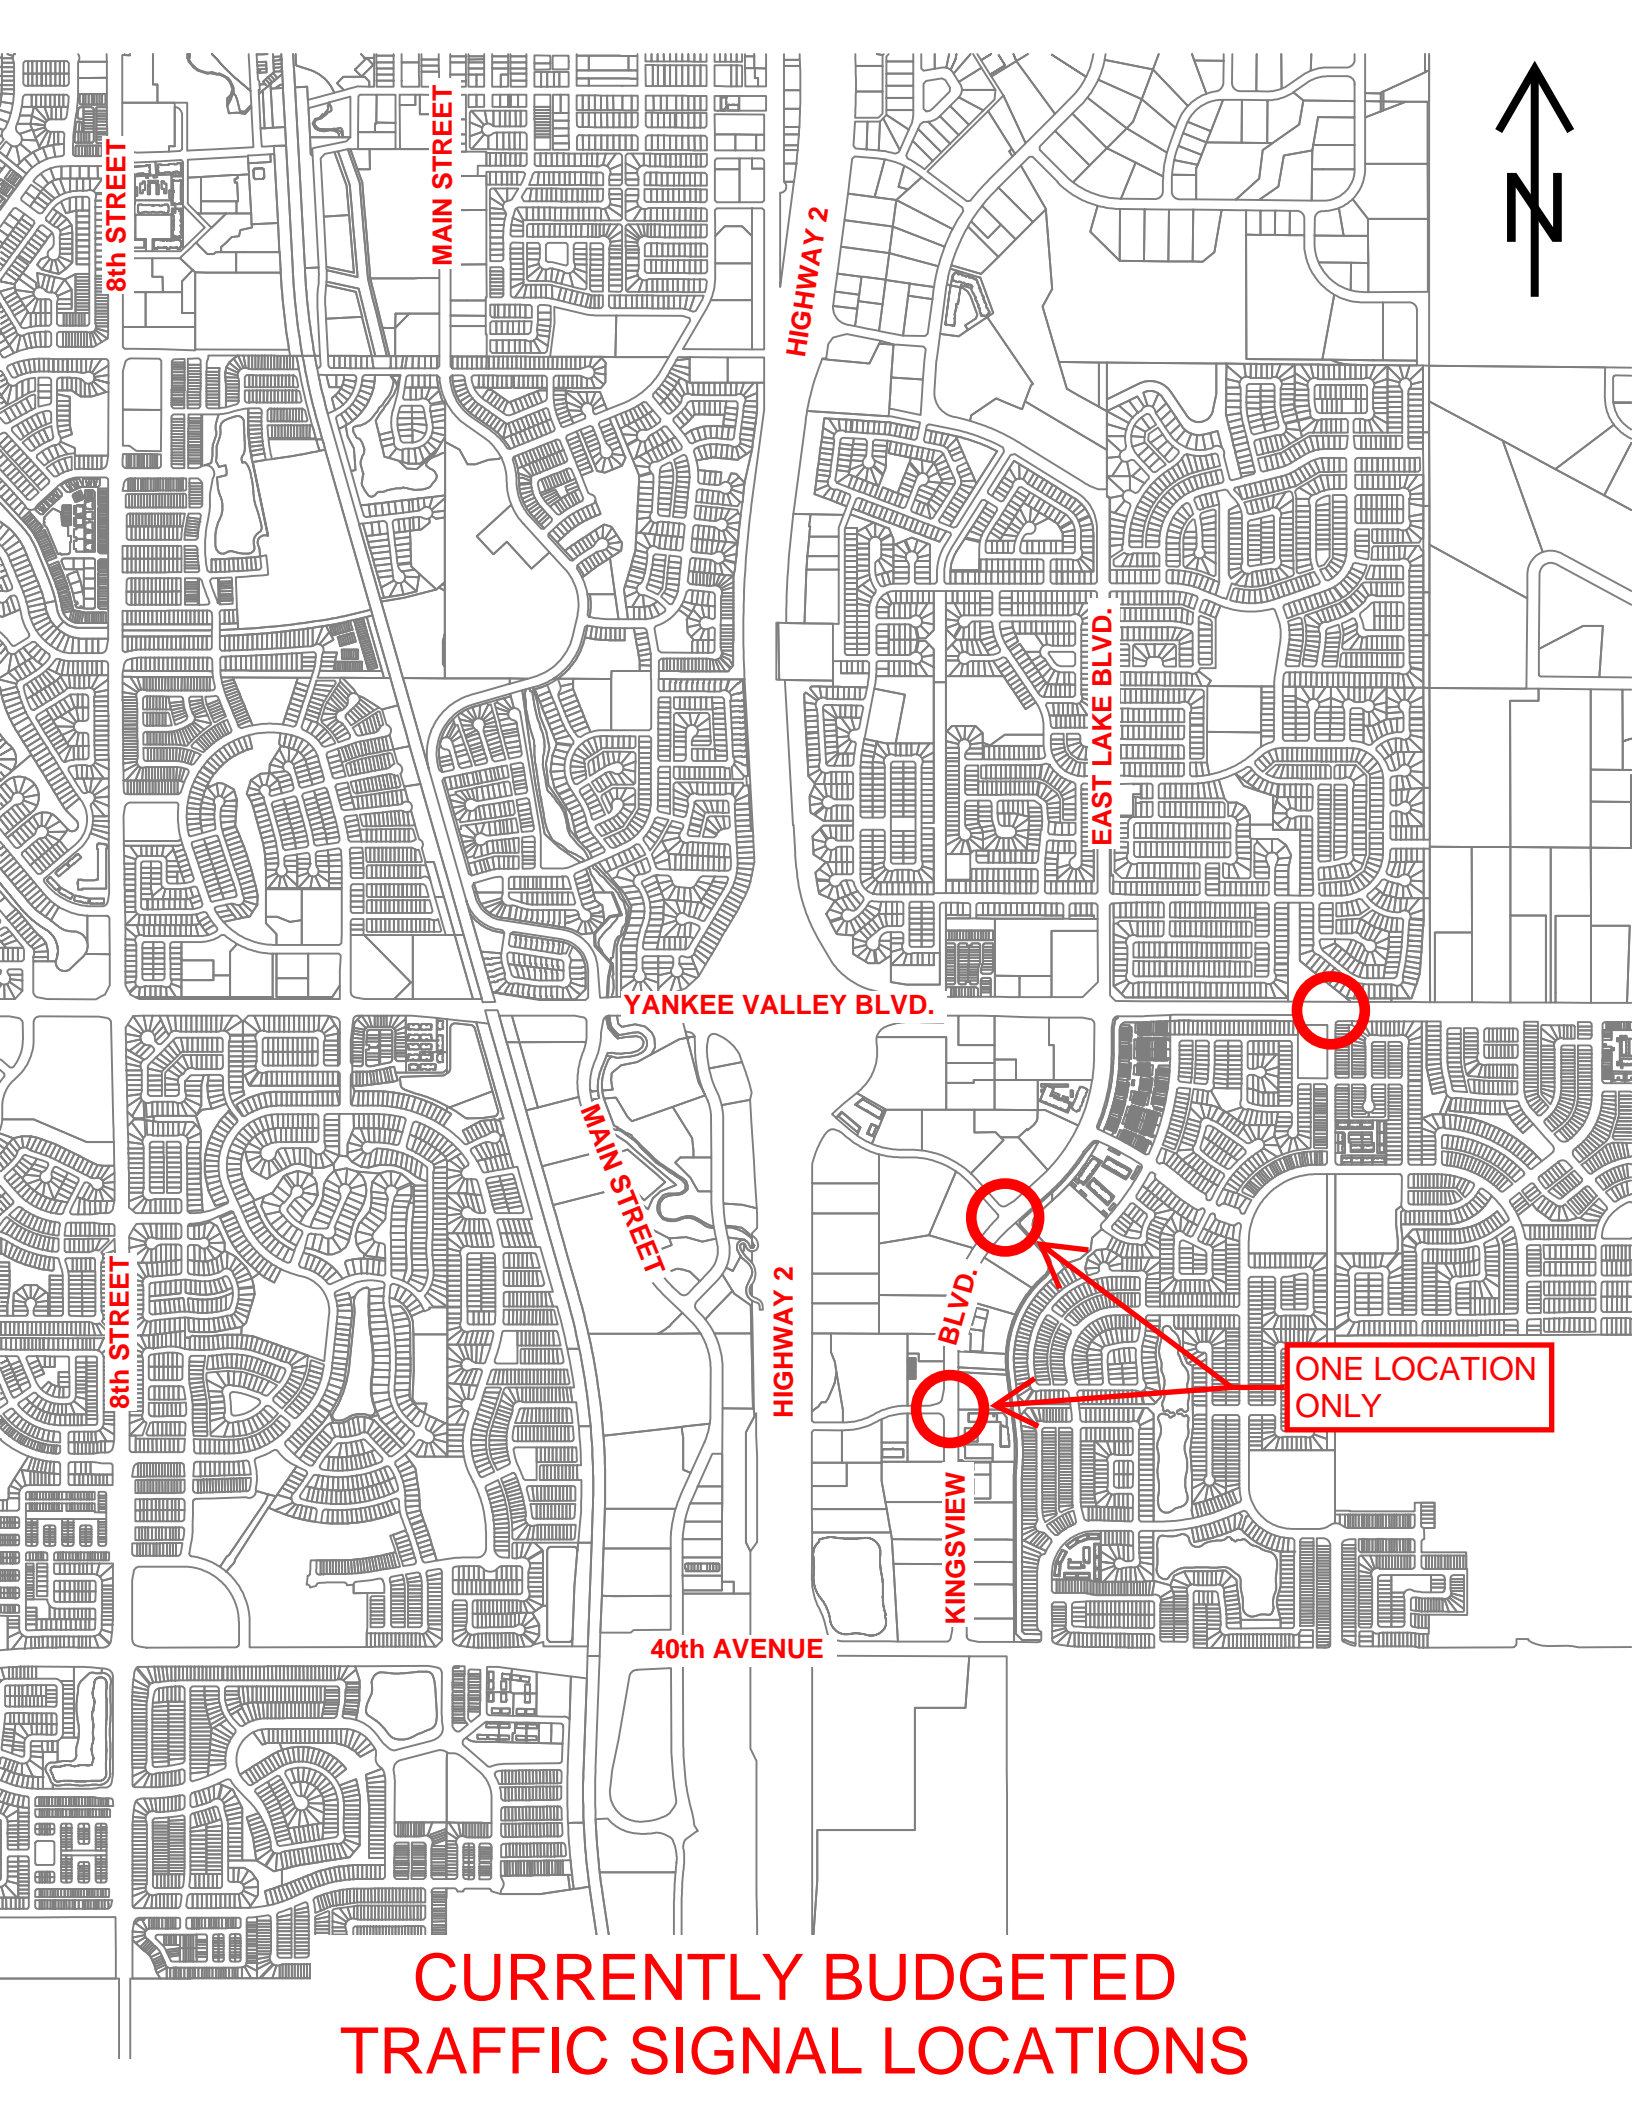 8th STREET
MAIN STREET
HIGHWAY 2
N
EAST LAKE BLVD.
YANKEE VALLEY BLVD.
MAIN STREET
8th STREET
HIGHWAY 2
KINGSVIEW BLVD.
ONE LOCATION
ONLY
40th AVENUE
CURRENTLY BUDGETED
TRAFFIC SIGNAL LOCATIONS